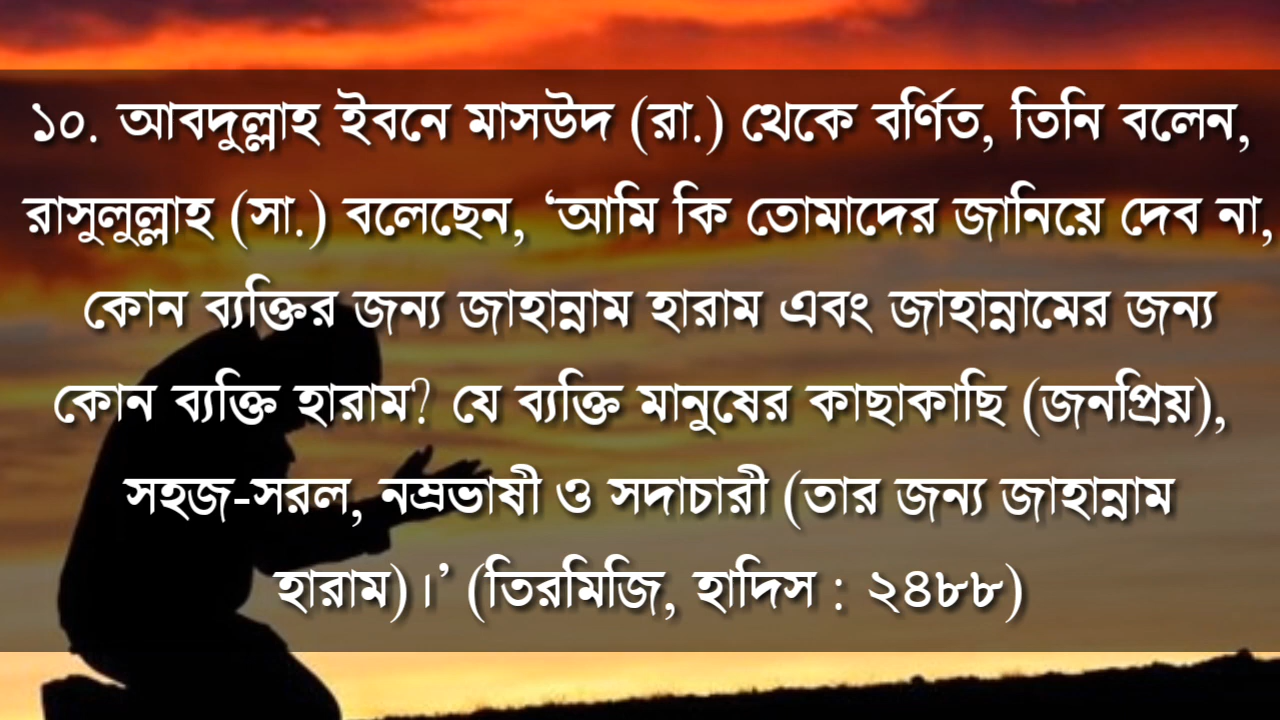 ১০. আবদুল্লাহ ইবনে মাসউদ (রা.) থেকে বর্ণিত, তিনি বলেন,
রাসুলুল্লাহ (সা.) বলেছেন, ‘আমি কি তোমাদের জানিয়ে দেব না,
কোন ব্যক্তির জন্য জাহান্নাম হারাম এবং জাহান্নামের জন্য
কোন ব্যক্তি হারাম? যে ব্যক্তি মানুষের কাছাকাছি (জনপ্রিয়),
সহজ-সরল, নম্রভাষী ও সদাচারী (তার জন্য জাহান্নাম
হারাম)।’ (তিরমিজি, হাদিস : ২৪৮৮)